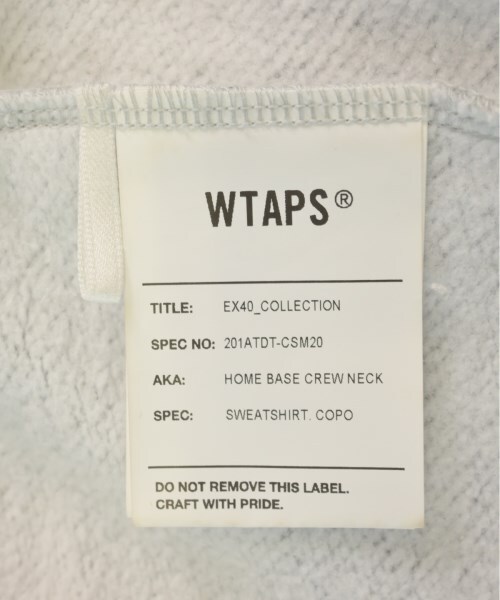 WTAPS®
TITLE: EX40_COLLECTION
SPEC NO: 201ATDT-CSM20
AKA: HOME BASE CREW NECK
SPEC: SWEATSHIRT. COPO
DO NOT REMOVE THIS LABEL.
CRAFT WITH PRIDE.